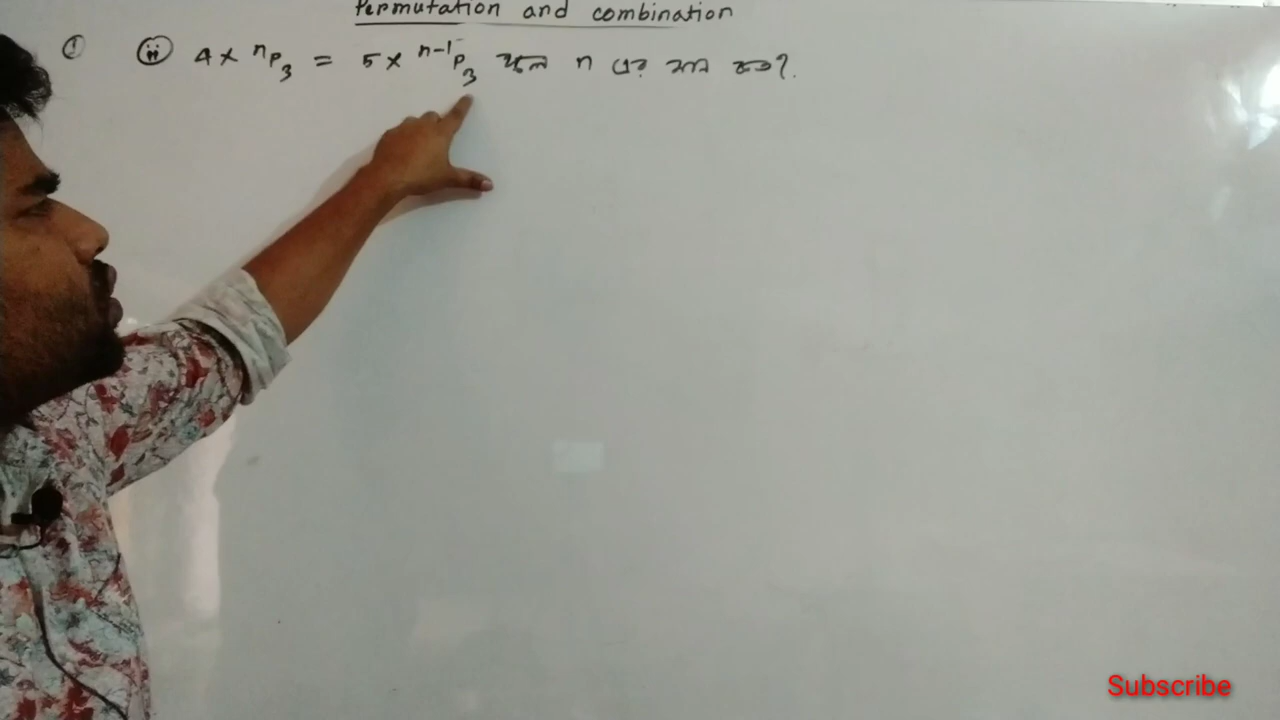 Permutation and combination
① ⅱ 4 × ⁿP₃ = 5 × ⁿ⁻¹P₃ হলে n এর মান কত?
Subscribe